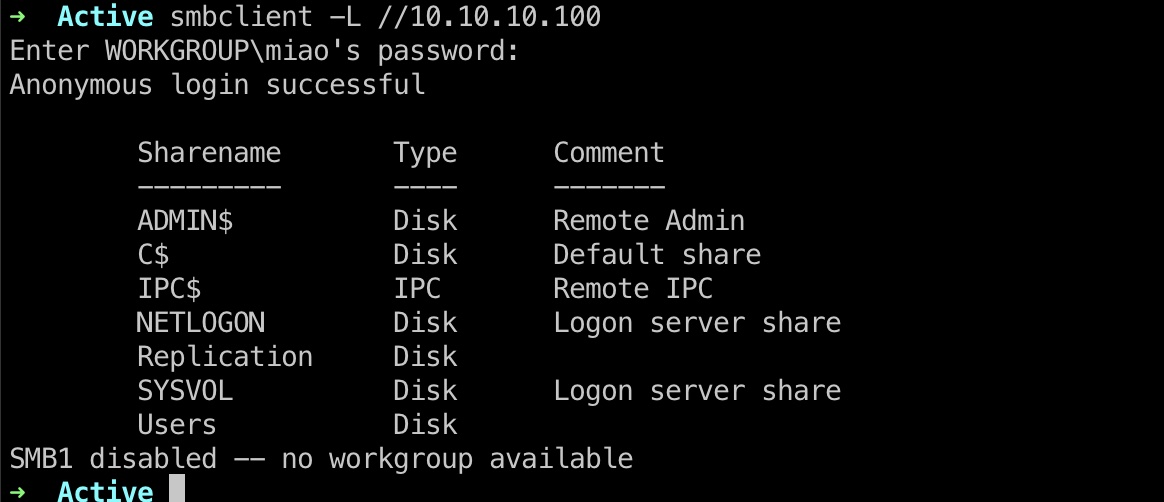 →  Active smbclient -L //10.10.10.100
Enter WORKGROUP\miao's password:
Anonymous login successful
Sharename       Type      Comment
---------       ----      -------
ADMIN$          Disk      Remote Admin
C$              Disk      Default share
IPC$            IPC       Remote IPC
NETLOGON        Disk      Logon server share
Replication     Disk
SYSVOL          Disk      Logon server share
Users           Disk
SMB1 disabled -- no workgroup available
→  Active